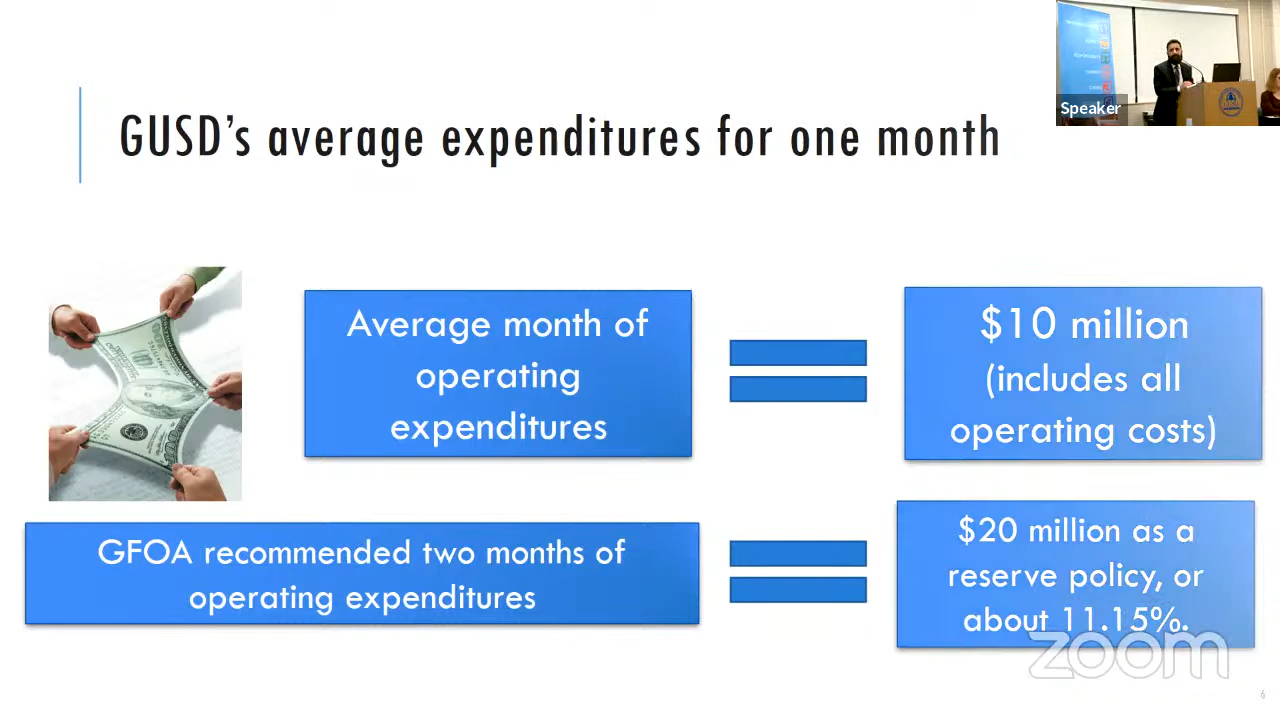 GUSD's average expenditures for one month
Speaker
Average month of
operating
expenditures
$10 million
(includes all
operating costs)
GFOA recommended two months of
operating expenditures
$20 million as a
reserve policy, or
about 11.15%.
zoom
6